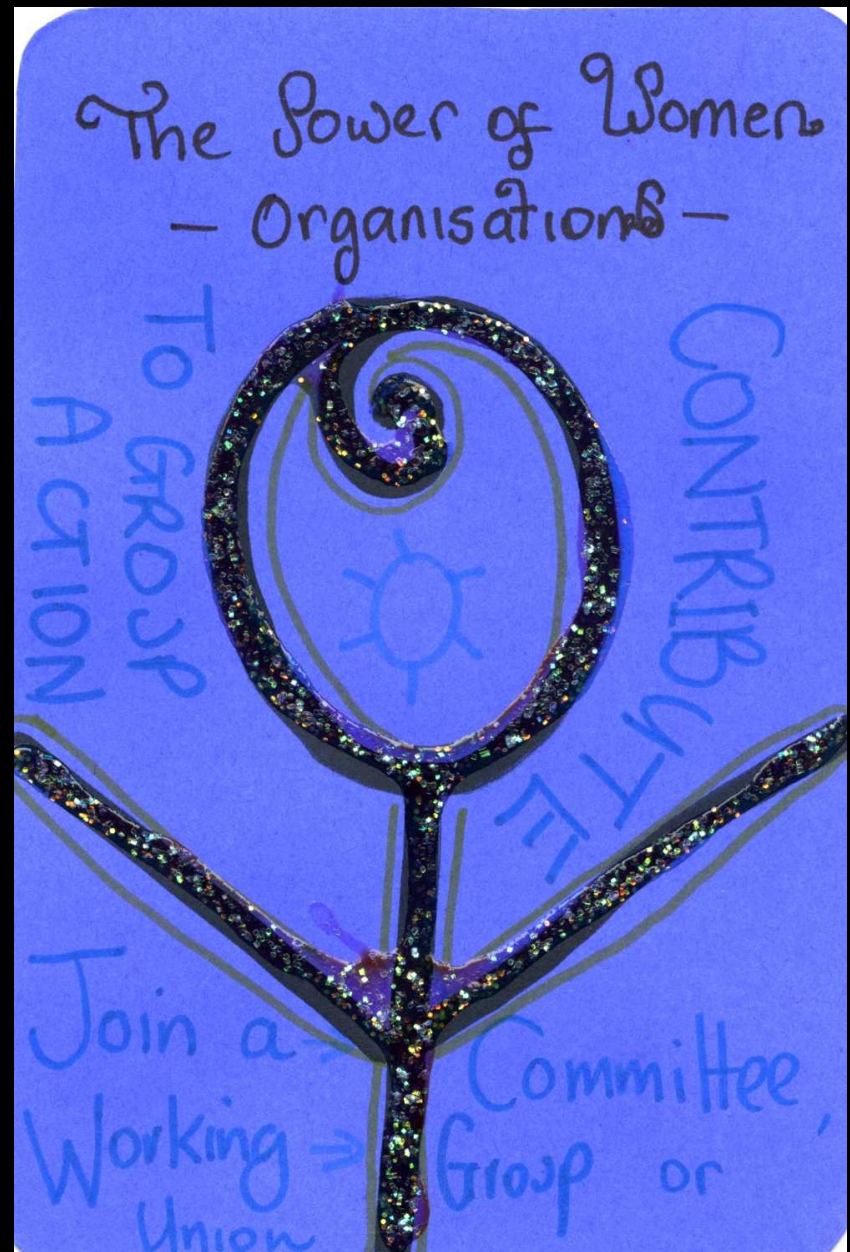 The Power of Women
- Organisations -
CONTRIBUTE
TO GROUP
ACTION
Join a → Committee,
Working ⇒ Group or
Union